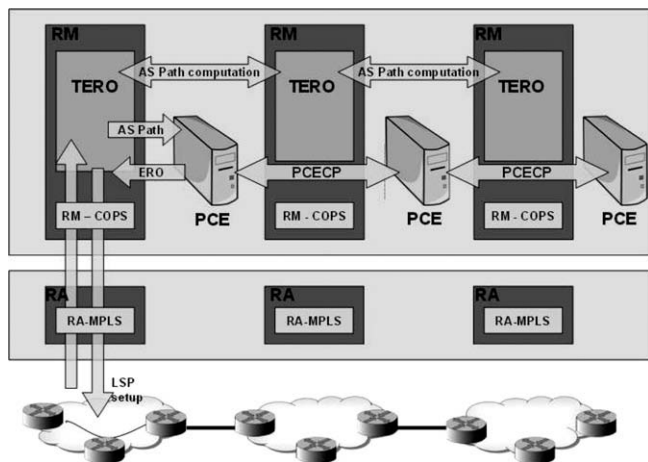 RM
RM
RM
TERO
AS Path computation
TERO
AS Path computation
TERO
AS Path
ERO
PCECP
PCECP
PCE
PCE
PCE
RM – COPS
RM - COPS
RM - COPS
RA
RA
RA
RA-MPLS
RA-MPLS
RA-MPLS
LSP
setup